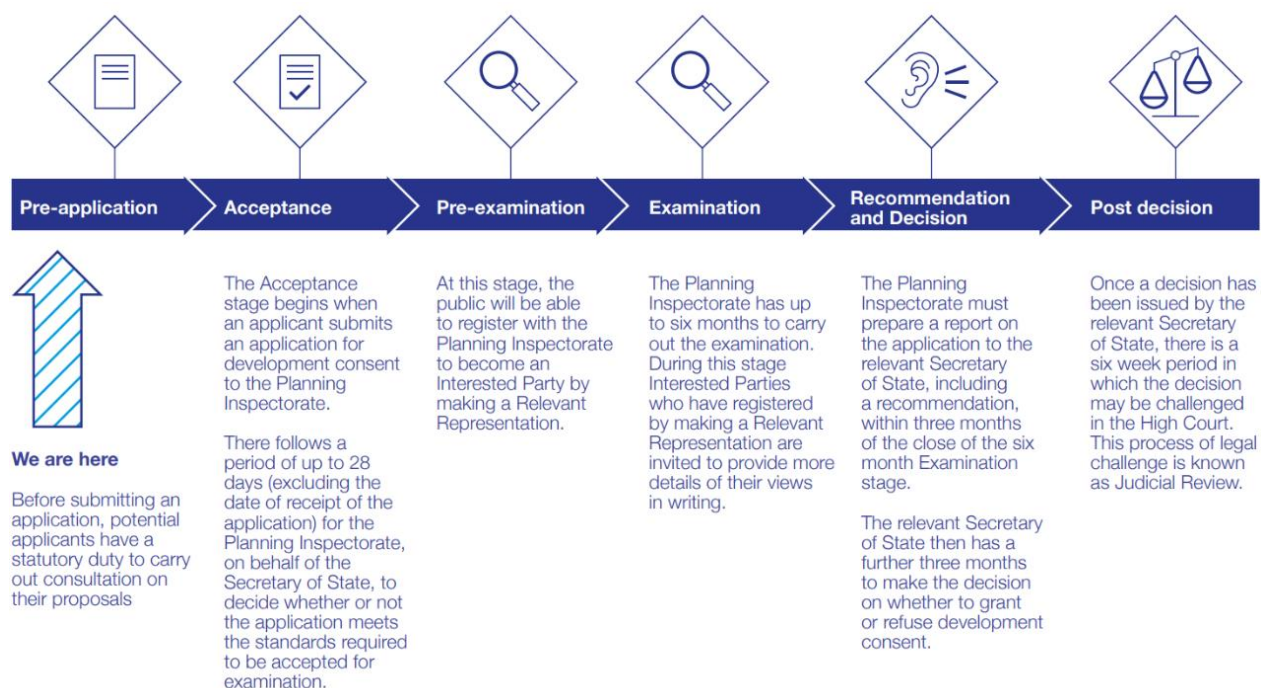 Pre-application
Acceptance
Pre-examination
Examination
Recommendation
and Decision
Post decision
We are here
Before submitting an
application, potential
applicants have a
statutory duty to carry
out consultation on
their proposals
The Acceptance
stage begins when
an applicant submits
an application for
development consent
to the Planning
Inspectorate.
There follows a
period of up to 28
days (excluding the
date of receipt of the
application) for the
Planning Inspectorate,
on behalf of the
Secretary of State, to
decide whether or not
the application meets
the standards required
to be accepted for
examination.
At this stage, the
public will be able
to register with the
Planning Inspectorate
to become an
Interested Party by
making a Relevant
Representation.
The Planning
Inspectorate has up
to six months to carry
out the examination.
During this stage
Interested Parties
who have registered
by making a Relevant
Representation are
invited to provide more
details of their views
in writing.
The Planning
Inspectorate must
prepare a report on
the application to the
relevant Secretary
of State, including
a recommendation,
within three months
of the close of the six
month Examination
stage.
The relevant Secretary
of State then has a
further three months
to make the decision
on whether to grant
or refuse development
consent.
Once a decision has
been issued by the
relevant Secretary
of State, there is a
six week period in
which the decision
may be challenged
in the High Court.
This process of legal
challenge is known
as Judicial Review.